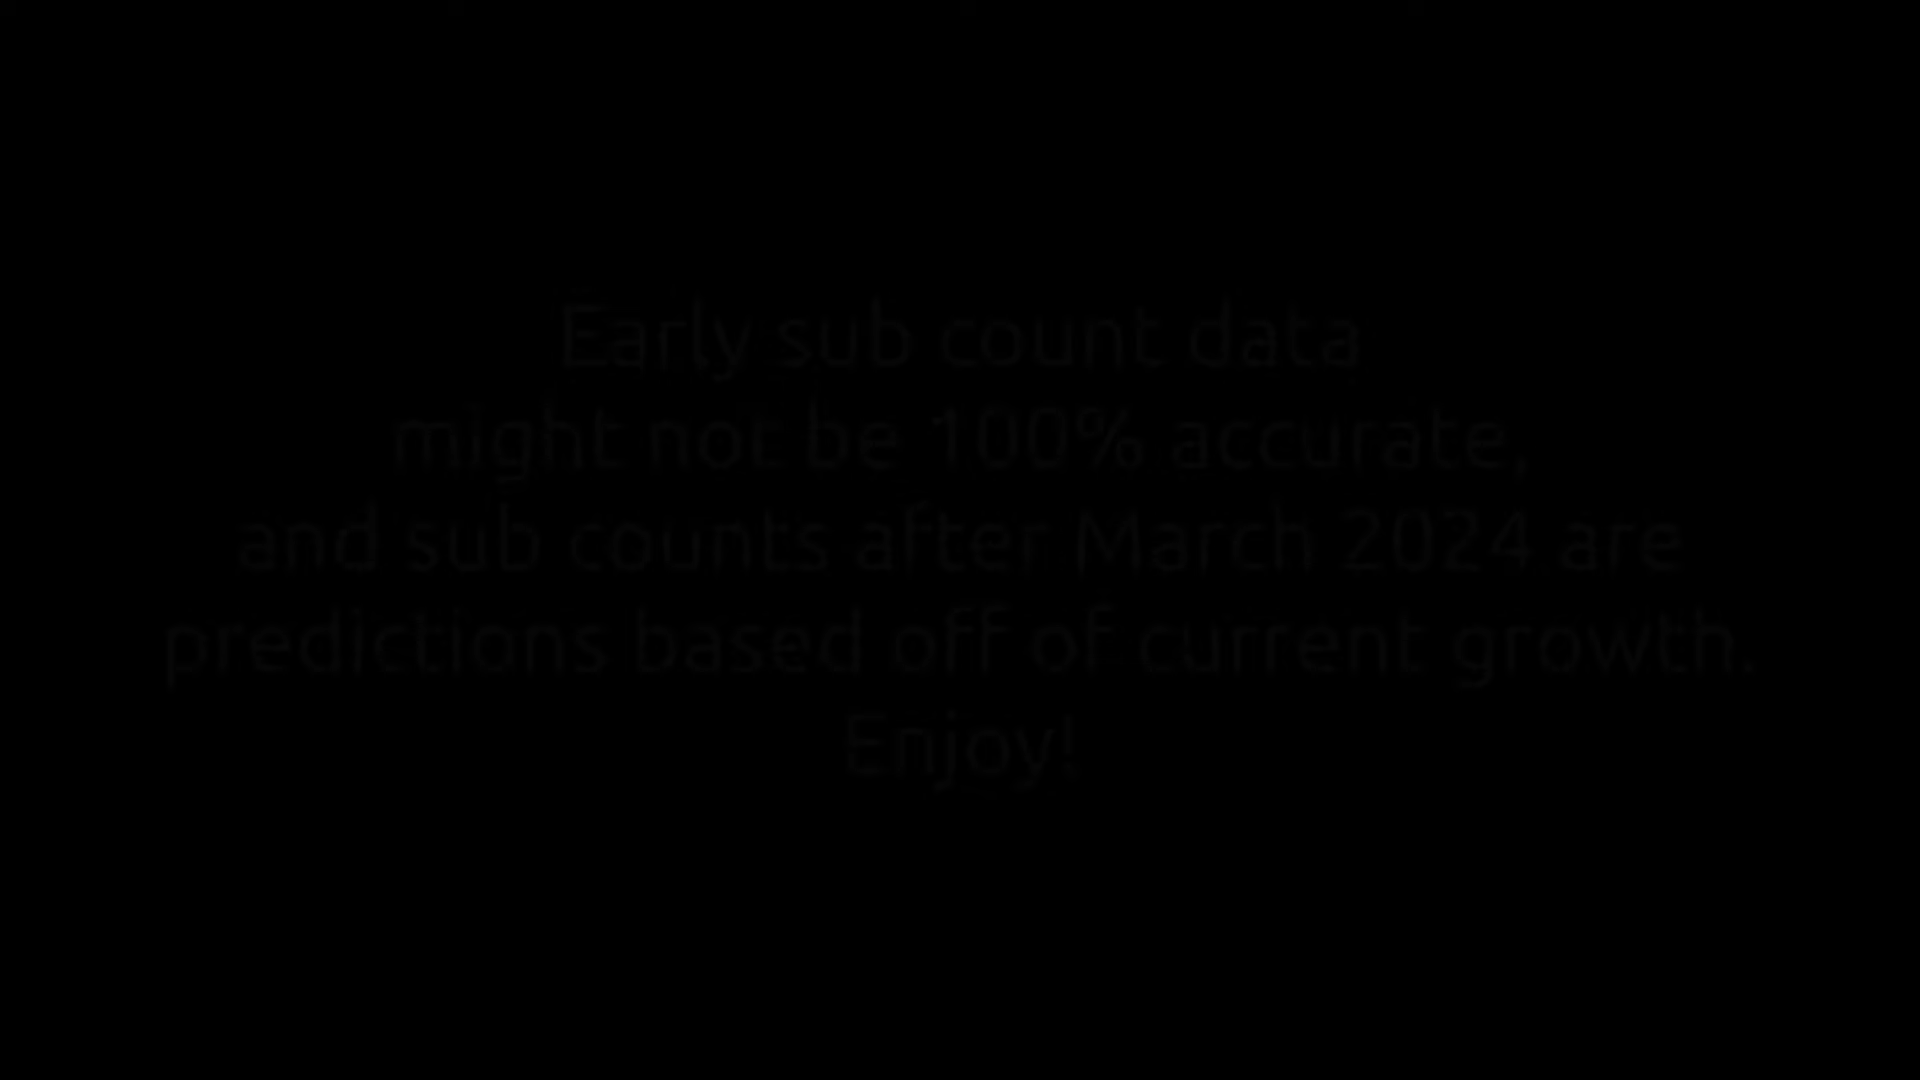 Early sub count data
might not be 100% accurate,
and sub counts after March 2024 are
predictions based off of current growth.
Enjoy!